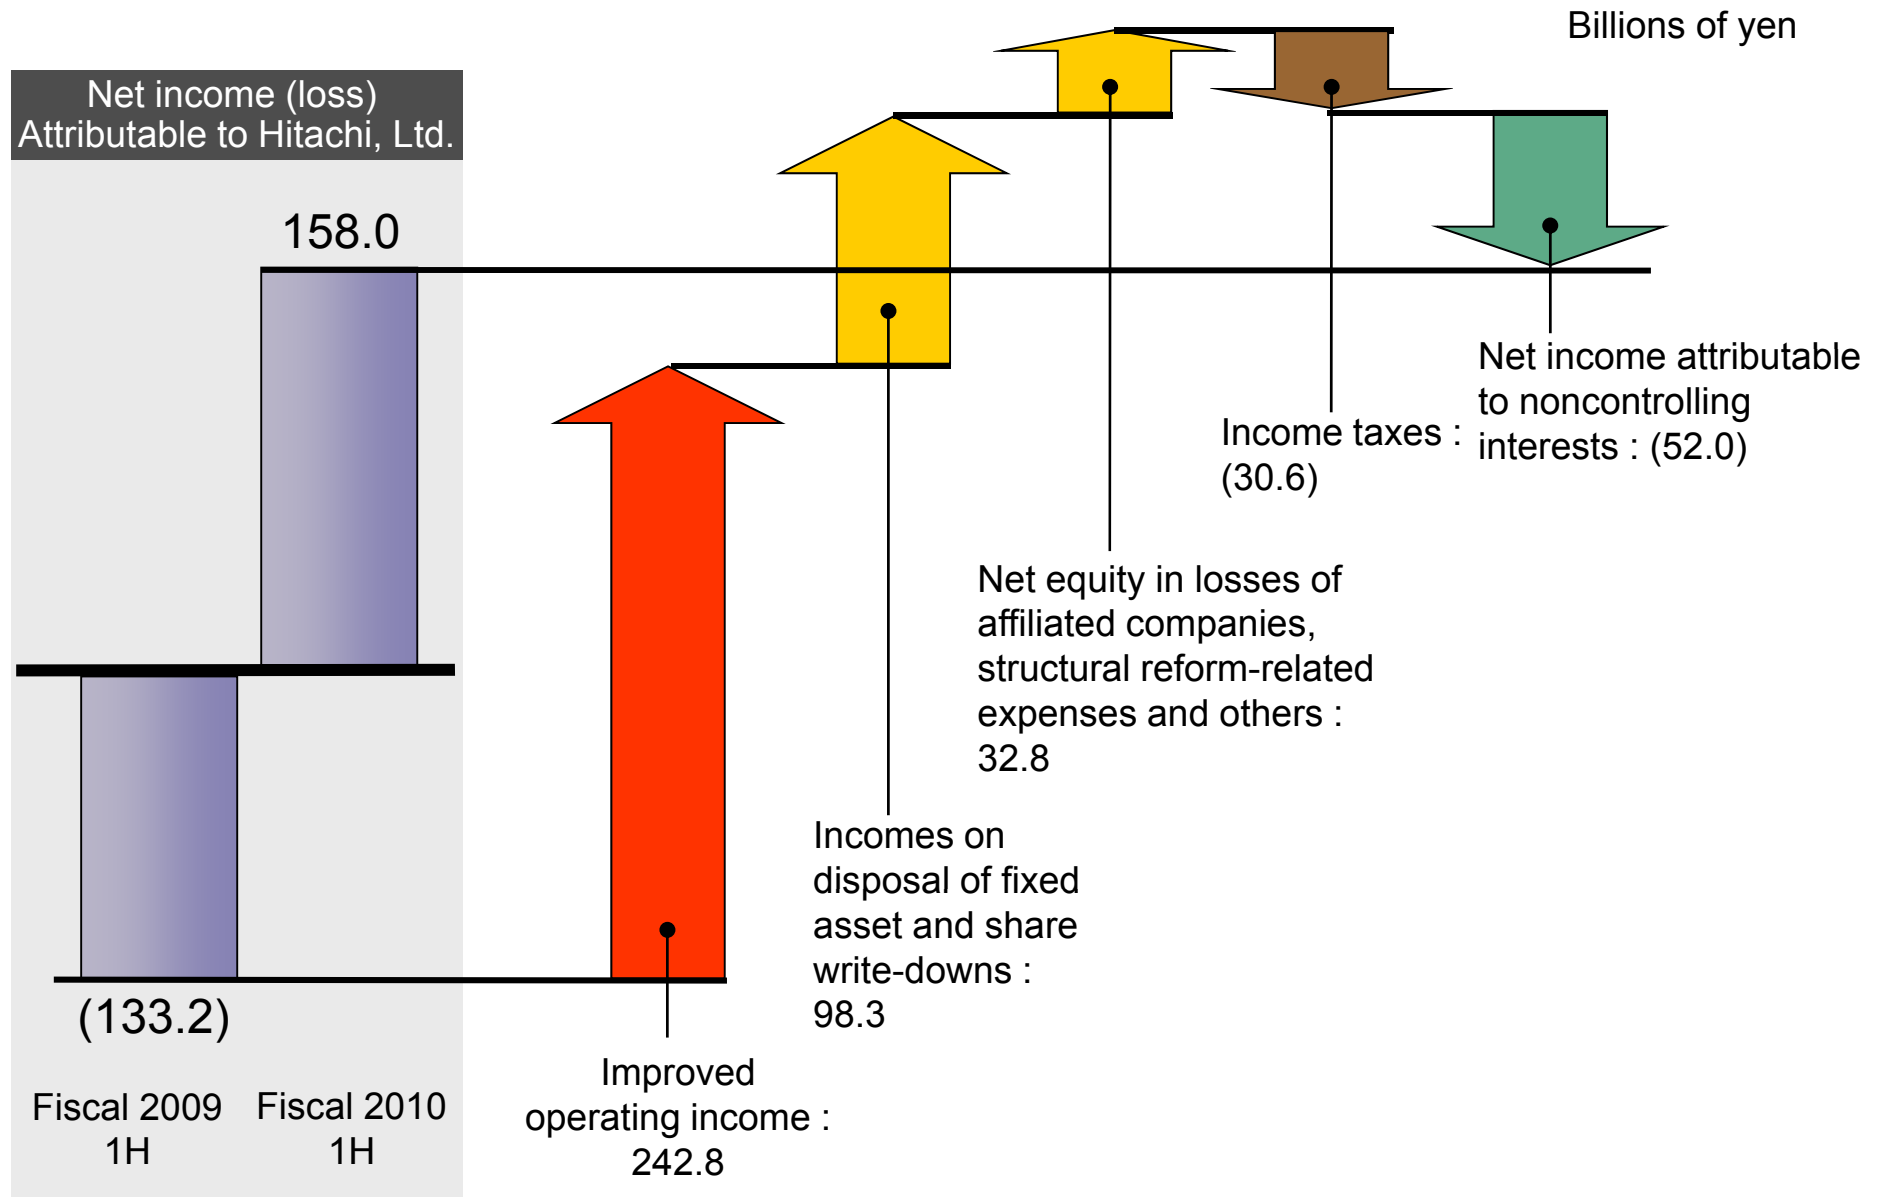 Billions of yen
Net income (loss)
Attributable to Hitachi, Ltd.
158.0
(133.2)
Fiscal 2009
1H
Fiscal 2010
1H
Improved
operating income :
242.8
Incomes on
disposal of fixed
asset and share
write-downs :
98.3
Net equity in losses of
affiliated companies,
structural reform-related
expenses and others :
32.8
Income taxes :
(30.6)
Net income attributable
to noncontrolling
interests : (52.0)